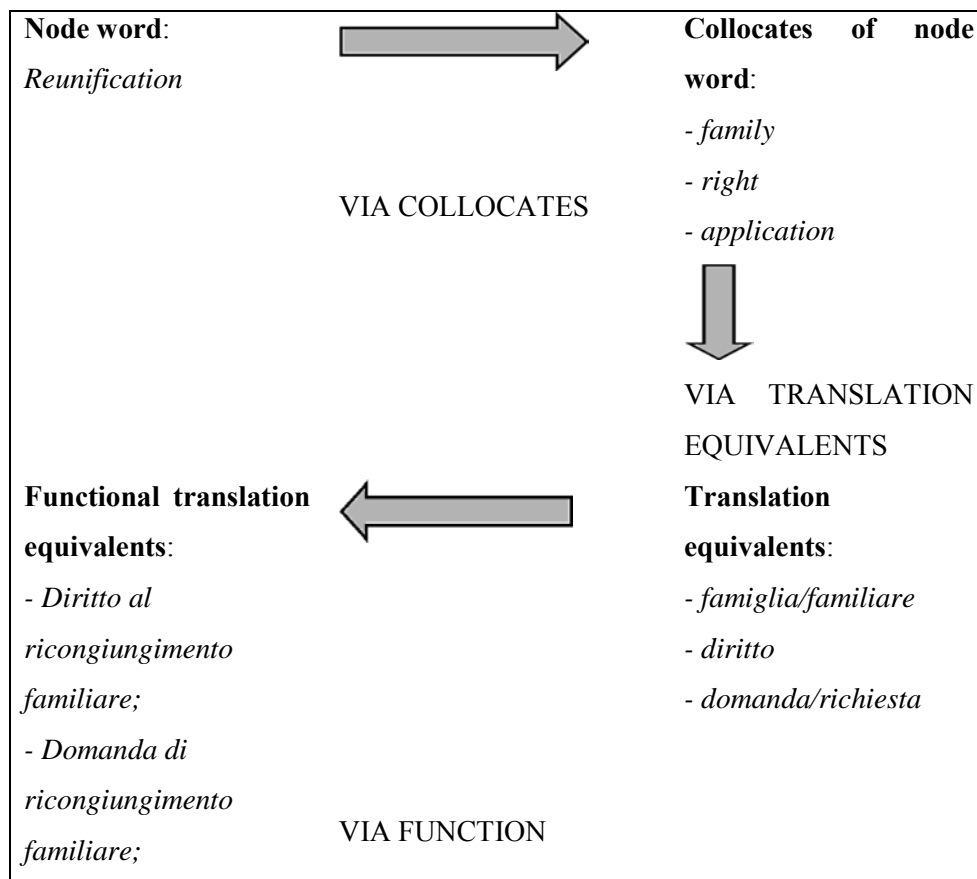 Node word:
Reunification
Collocates of node
word:
- family
- right
- application
VIA COLLOCATES
VIA TRANSLATION
EQUIVALENTS
Functional translation
equivalents:
- Diritto al
ricongiungimento
familiare;
- Domanda di
ricongiungimento
familiare;
Translation
equivalents:
- famiglia/familiare
- diritto
- domanda/richiesta
VIA FUNCTION